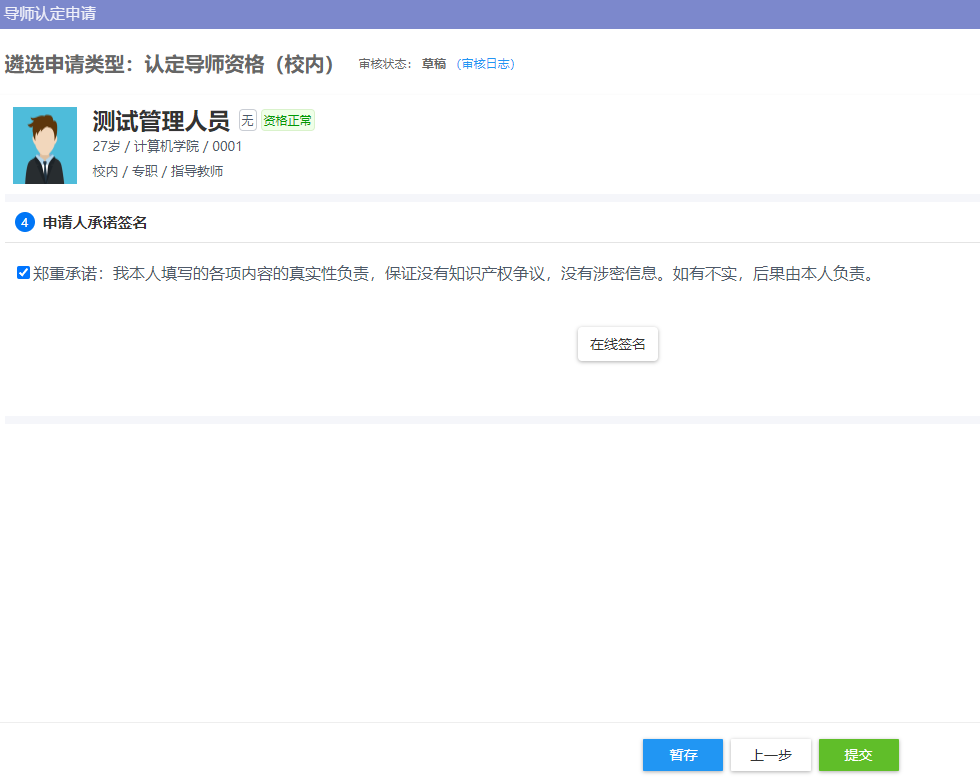 导师认定申请
遴选申请类型：认定导师资格（校内） 审核状态： 草稿 （审核日志）
测试管理人员 无 资格正常
27岁 / 计算机学院 / 0001
校内 / 专职 / 指导教师
4 申请人承诺签名
郑重承诺：我本人填写的各项内容的真实性负责，保证没有知识产权争议，没有涉密信息。如有不实，后果由本人负责。
在线签名
暂存 上一步 提交